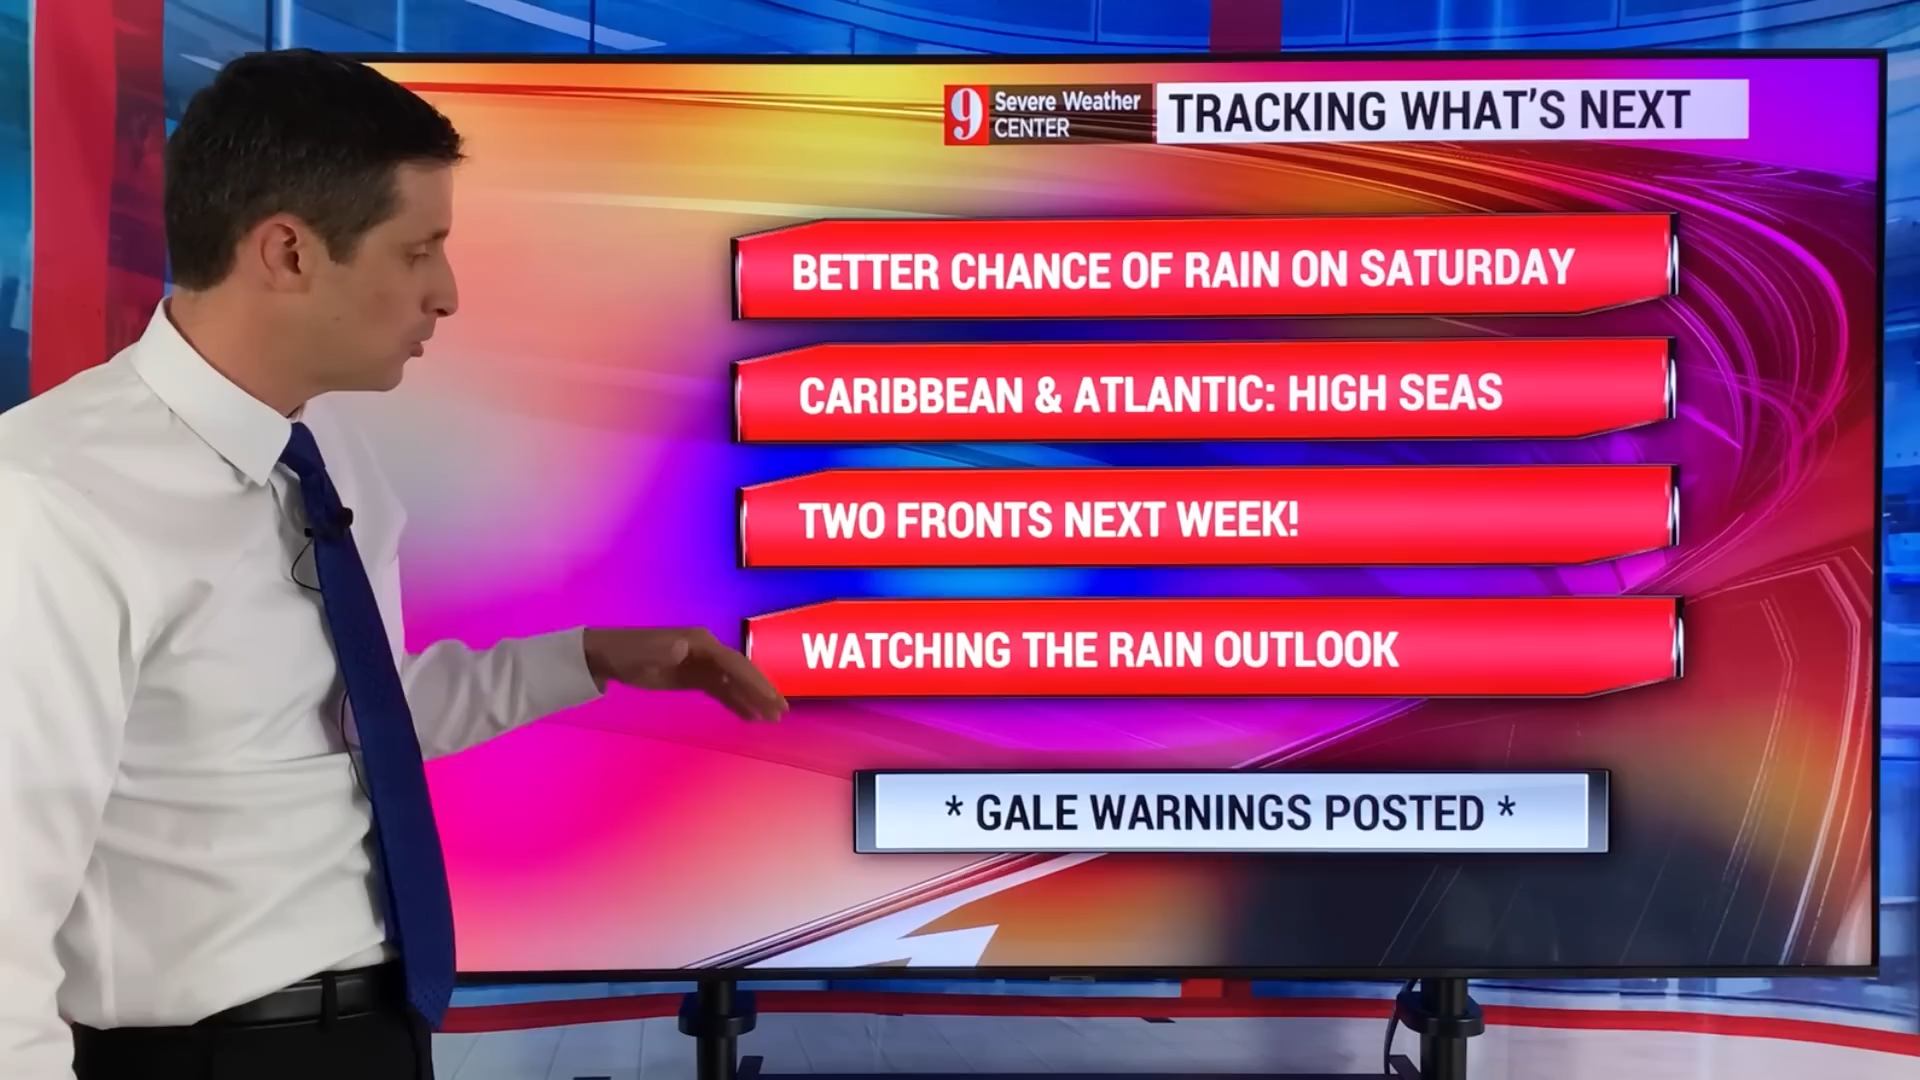 9 Severe Weather
CENTER
TRACKING WHAT'S NEXT
BETTER CHANCE OF RAIN ON SATURDAY
CARIBBEAN & ATLANTIC: HIGH SEAS
TWO FRONTS NEXT WEEK!
WATCHING THE RAIN OUTLOOK
* GALE WARNINGS POSTED *